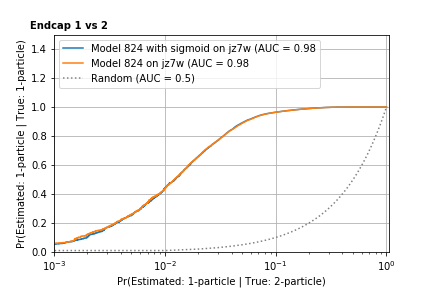 Endcap 1 vs 2
Model 824 with sigmoid on jz7w (AUC = 0.98
Model 824 on jz7w (AUC = 0.98
Random (AUC = 0.5)
Pr(Estimated: 1-particle | True: 1-particle)
1.4
1.2
1.0
0.8
0.6
0.4
0.2
0.0
10⁻³
10⁻²
10⁻¹
10⁰
Pr(Estimated: 1-particle | True: 2-particle)